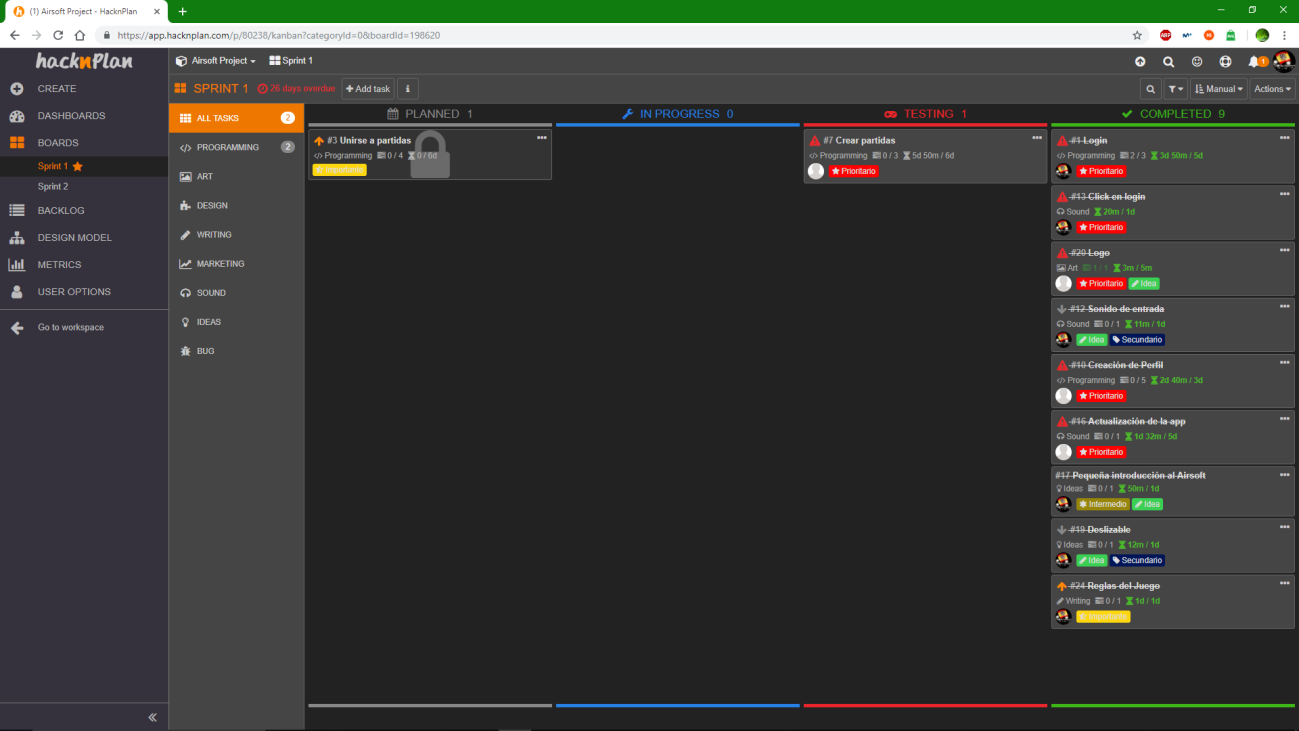 (1) Airsoft Project - HacknPlan
https://app.hacknplan.com/p/80238/kanban?categoryId=0&boardId=198620
hacknPlan
Airsoft Project
Sprint 1
1
CREATE
DASHBOARDS
BOARDS
Sprint 1
Sprint 2
BACKLOG
DESIGN MODEL
METRICS
USER OPTIONS
Go to workspace
SPRINT 1
26 days overdue
+ Add task
i
Manual
Actions
ALL TASKS 2
PROGRAMMING 2
ART
DESIGN
WRITING
MARKETING
SOUND
IDEAS
BUG
PLANNED 1
#3 Unirse a partidas
Programming 0 / 4 0 / 6d
Importante
IN PROGRESS 0
TESTING 1
#7 Crear partidas
Programming 0 / 3 5d 50m / 6d
Prioritario
COMPLETED 9
#1 Login
Programming 2 / 3 3d 50m / 5d
Prioritario
#13 Click en login
Sound 20m / 1d
Prioritario
#20 Logo
Art 1 / 1 3m / 5m
Prioritario Idea
#12 Sonido de entrada
Sound 0 / 1 11m / 1d
Idea Secundario
#10 Creación de Perfil
Programming 0 / 5 2d 40m / 3d
Prioritario
#16 Actualización de la app
Sound 0 / 1 1d 32m / 5d
Prioritario
#17 Pequeña introducción al Airsoft
Ideas 0 / 1 50m / 1d
Intermedio Idea
#19 Deslizable
Ideas 0 / 1 12m / 1d
Idea Secundario
#24 Reglas del Juego
Writing 0 / 1 1d / 1d
Importante